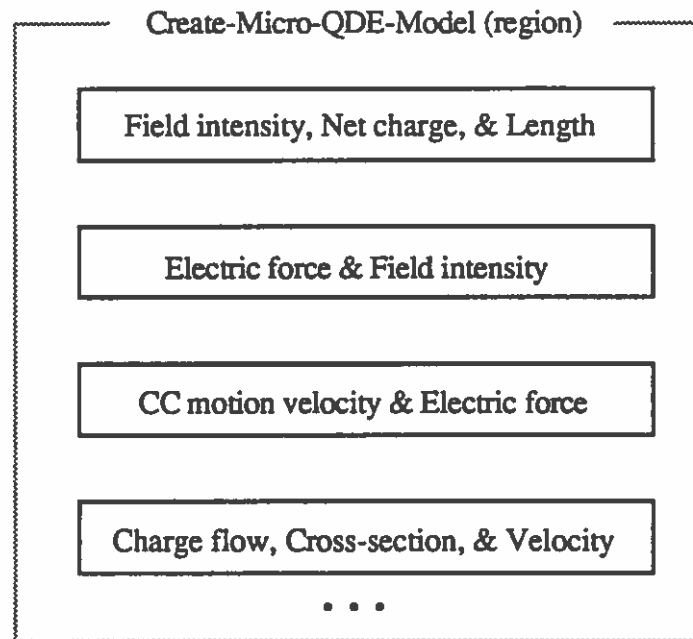 Create-Micro-QDE-Model (region)
Field intensity, Net charge, & Length
Electric force & Field intensity
CC motion velocity & Electric force
Charge flow, Cross-section, & Velocity
• • •